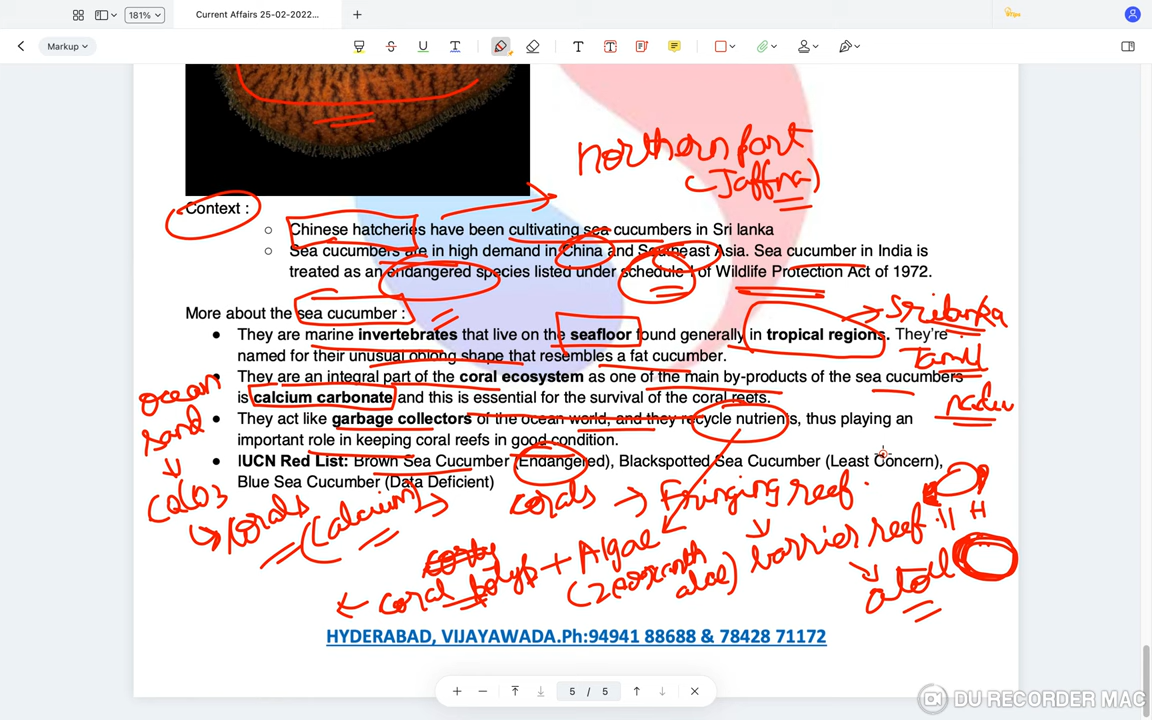 181%
Current Affairs 25-02-2022...
Markup
northern part
(Jaffna)
Context :
Chinese hatcheries have been cultivating sea cucumbers in Sri lanka
Sea cucumbers are in high demand in China and Southeast Asia. Sea cucumber in India is
treated as an endangered species listed under schedule 1 of Wildlife Protection Act of 1972.
More about the sea cucumber :
Srilanka
They are marine invertebrates that live on the seafloor found generally in tropical regions. They're
named for their unusual oblong shape that resembles a fat cucumber.
Tamil
They are an integral part of the coral ecosystem as one of the main by-products of the sea cucumbers
is calcium carbonate and this is essential for the survival of the coral reefs.
nadu
ocean
sand
They act like garbage collectors of the ocean world, and they recycle nutrients, thus playing an
important role in keeping coral reefs in good condition.
IUCN Red List: Brown Sea Cucumber (Endangered), Blackspotted Sea Cucumber (Least Concern),
Blue Sea Cucumber (Data Deficient)
CaCO3
corals
(calcium)
corals → Fringing reef
barrier reef
atoll
coral polyp + Algae
HYDERABAD, VIJAYAWADA.Ph:94941 88688 & 78428 71172
5 / 5
DU RECORDER MAC